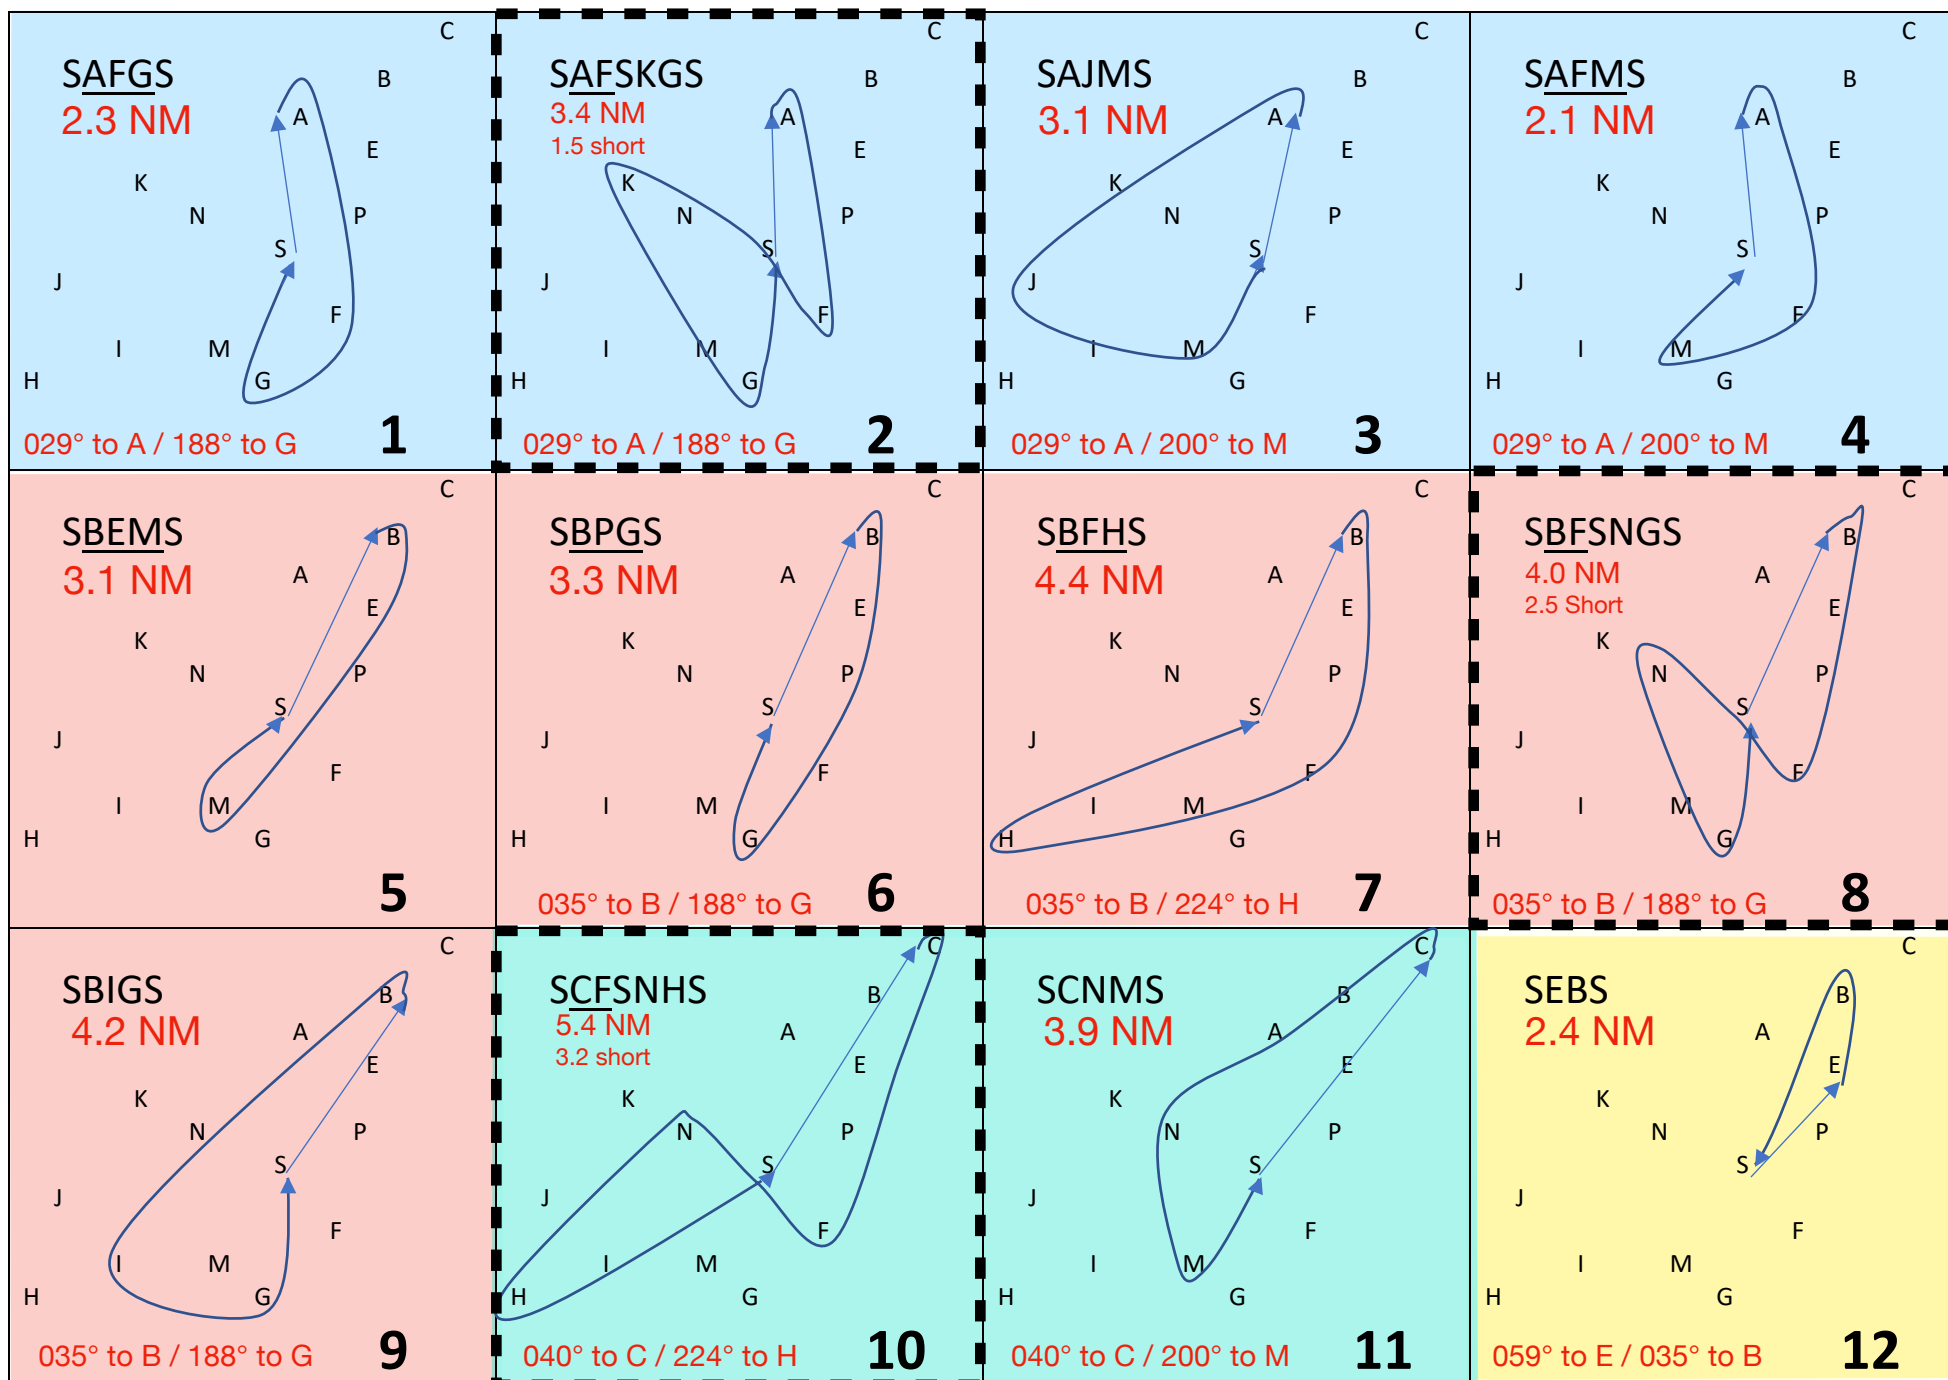 C
SAFGS B
2.3 NM A
E
K
N P
S
J
F
I M
H G
029° to A / 188° to G 1
C
SAFSKGS B
3.4 NM A
1.5 short E
K
N P
S
J
F
I M
H G
029° to A / 188° to G 2
C
SAJMS B
3.1 NM A
E
K
N P
S
J
F
I M
H G
029° to A / 200° to M 3
C
SAFMS B
2.1 NM A
E
K
N P
S
J
F
I M
H G
029° to A / 200° to M 4
C
SBEMS B
3.1 NM A
E
K
N P
S
J
F
I M
H G
5
C
SBPGS B
3.3 NM A
E
K
N P
S
J
F
I M
H G
035° to B / 188° to G 6
C
SBFHS B
4.4 NM A
E
K
N P
S
J
F
I M
H G
035° to B / 224° to H 7
C
SBFSNGS B
4.0 NM A
2.5 Short E
K
N P
S
J
F
I M
H G
035° to B / 188° to G 8
C
SBIGS B
4.2 NM A
E
K
N P
S
J
F
I M
H G
035° to B / 188° to G 9
C
SCFSNHS B
5.4 NM A
3.2 short E
K
N P
S
J
F
I M
H G
040° to C / 224° to H 10
C
SCNMS B
3.9 NM A
E
K
N P
S
J
F
I M
H G
040° to C / 200° to M 11
C
SEBS B
2.4 NM A
E
K
N P
S
J
F
I M
H G
059° to E / 035° to B 12